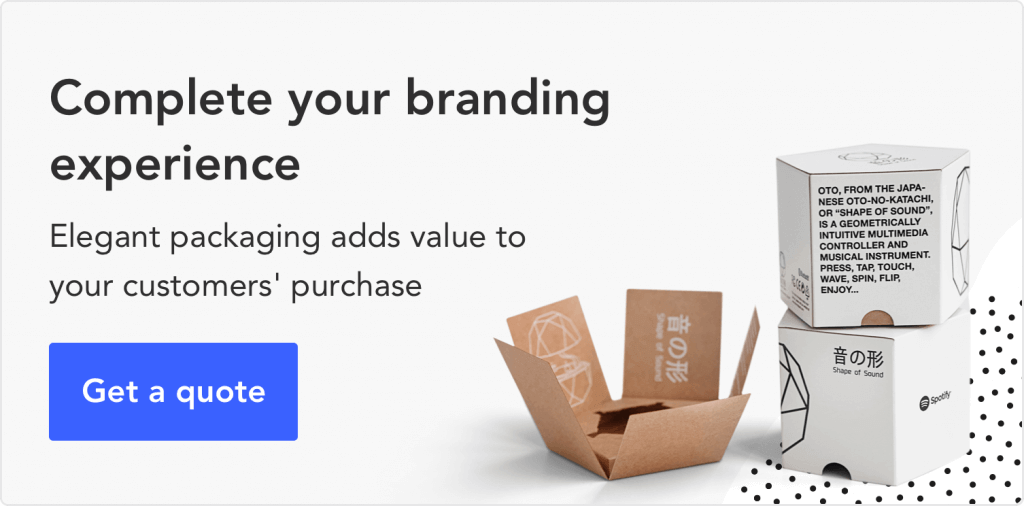 Complete your branding
experience
Elegant packaging adds value to
your customers' purchase
Get a quote
音の形
Shape of Sound
OTO, FROM THE JAPA-
NESE OTO-NO-KATACHI,
OR “SHAPE OF SOUND”,
IS A GEOMETRICALLY
INTUITIVE MULTIMEDIA
CONTROLLER AND
MUSICAL INSTRUMENT.
PRESS, TAP, TOUCH,
WAVE, SPIN, FLIP,
ENJOY...
音の形
Shape of Sound
Spotify